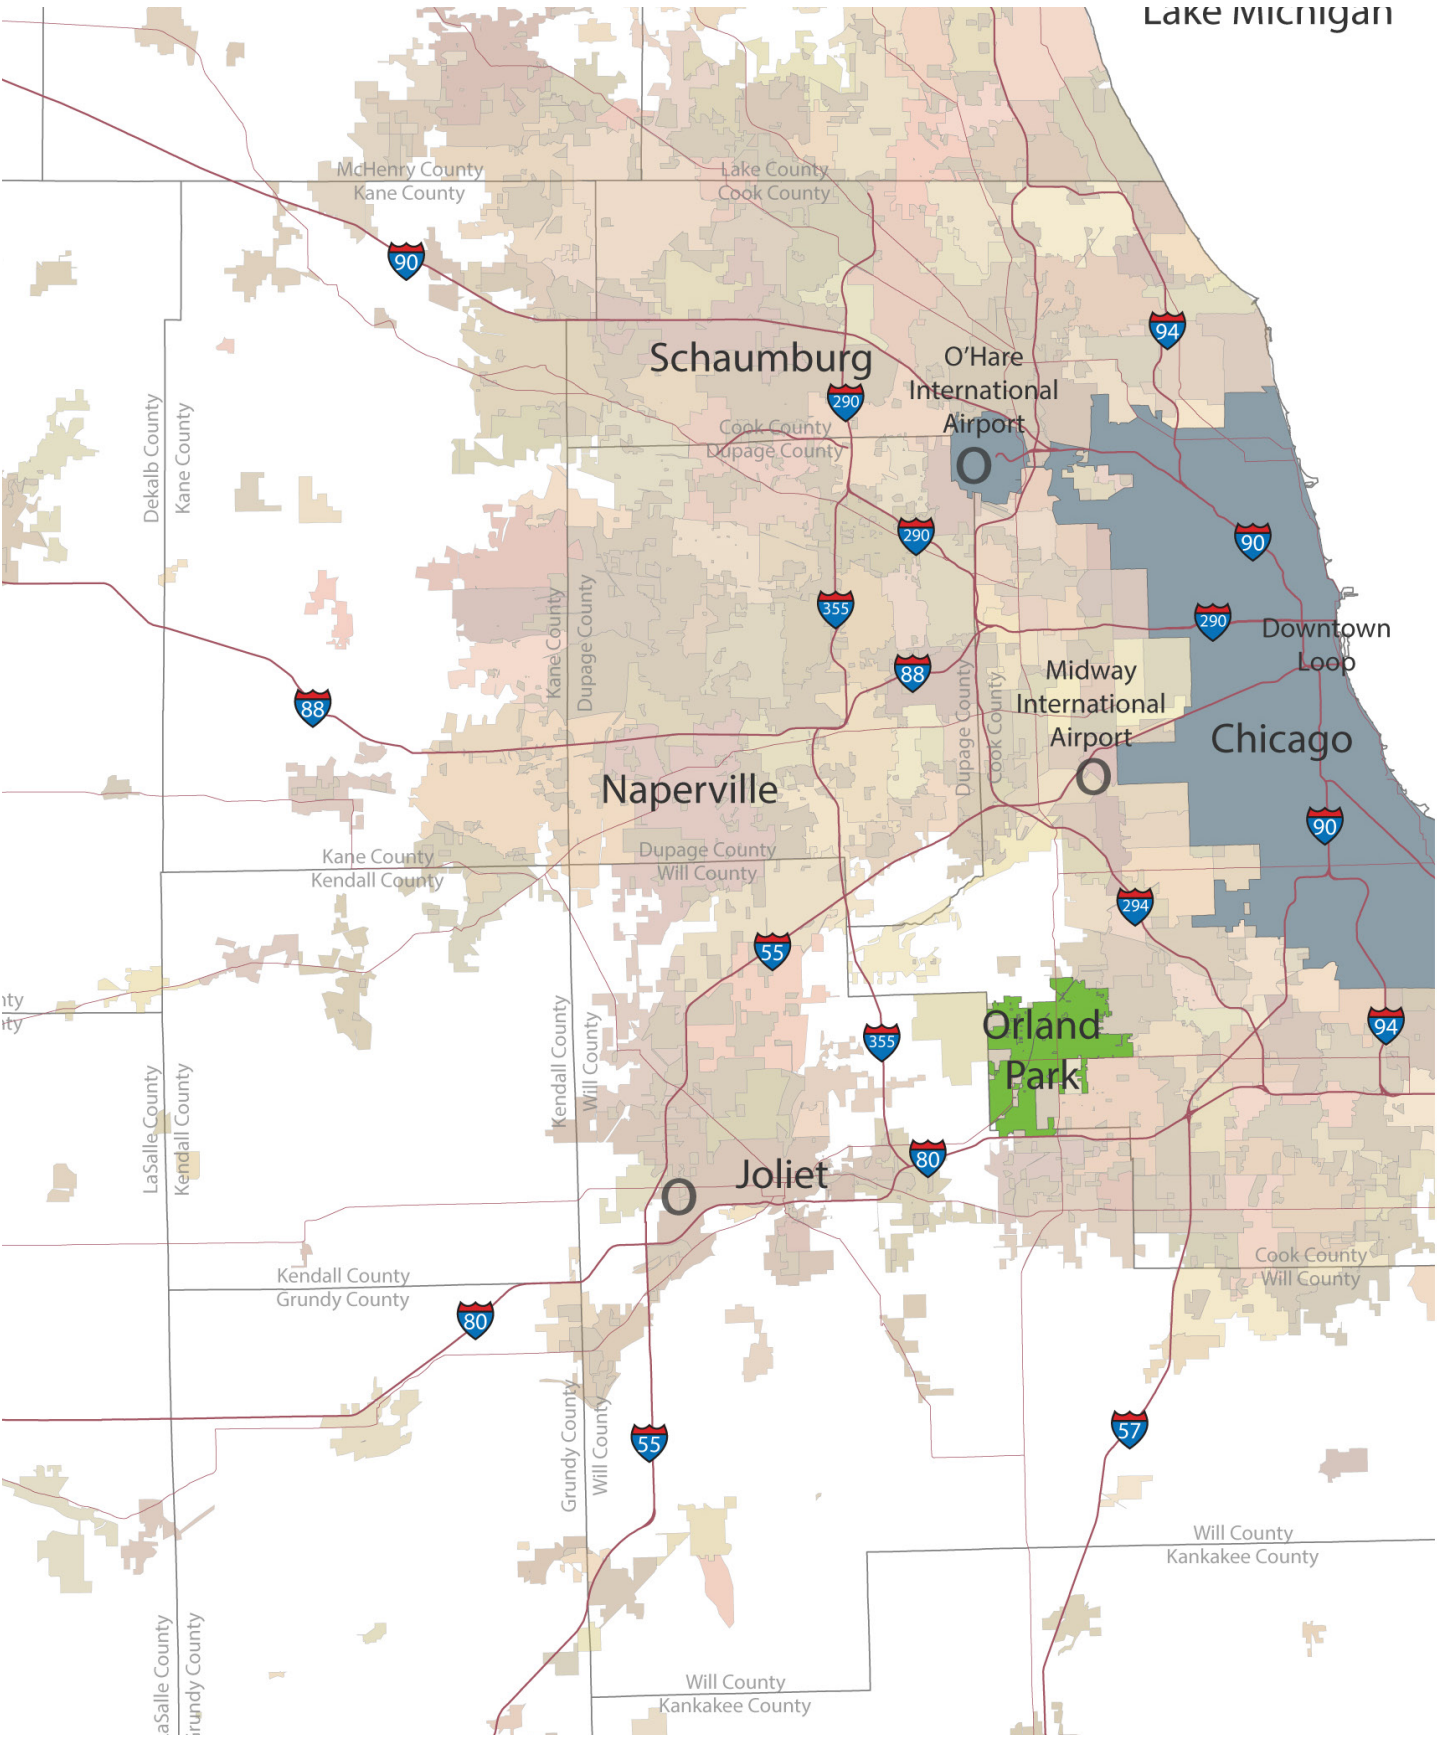 Lake Michigan
McHenry County
Kane County
Lake County
Cook County
90
94
Schaumburg
O'Hare
International
Airport
290
Cook County
Dupage County
O
Dekalb County
Kane County
290
90
355
290
Downtown
Loop
Kane County
Dupage County
88
88
Midway
International
Airport
Dupage County
Cook County
Chicago
O
Naperville
90
Kane County
Kendall County
Dupage County
Will County
294
55
nty
nty
Kendall County
Will County
Orland
Park
355
94
LaSalle County
Kendall County
80
Joliet
O
Kendall County
Grundy County
Cook County
Will County
80
Grundy County
Will County
55
57
Will County
Kankakee County
aSalle County
rundy County
Will County
Kankakee County